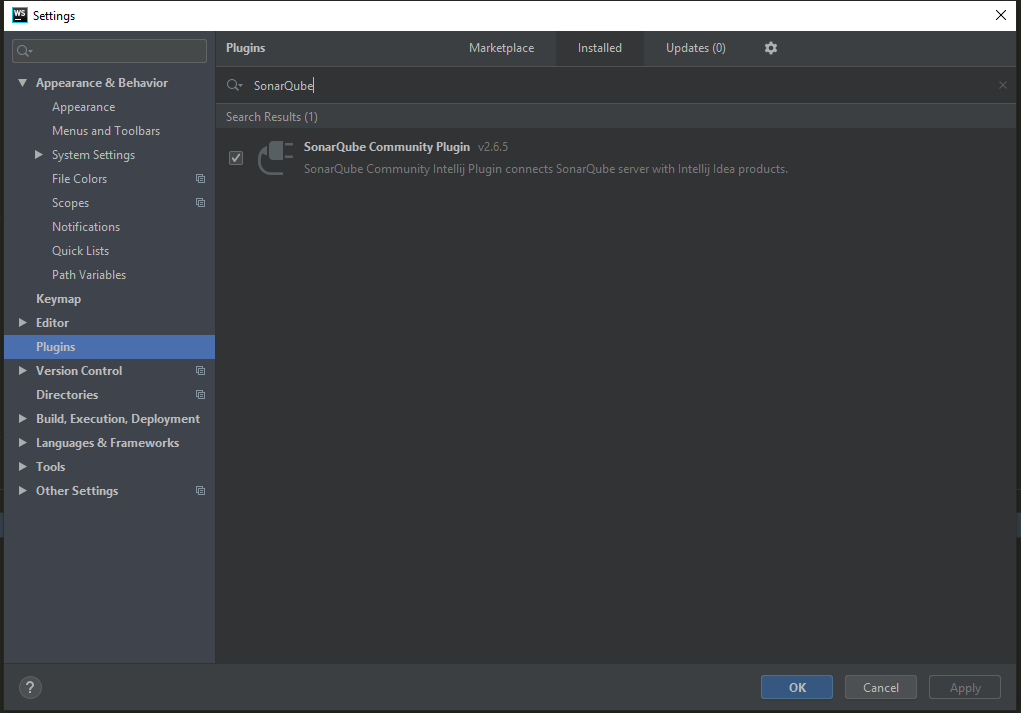 WS Settings
Plugins Marketplace Installed Updates (0)
SonarQube
Search Results (1)
SonarQube Community Plugin v2.6.5
SonarQube Community Intellij Plugin connects SonarQube server with Intellij Idea products.
Appearance & Behavior
Appearance
Menus and Toolbars
System Settings
File Colors
Scopes
Notifications
Quick Lists
Path Variables
Keymap
Editor
Plugins
Version Control
Directories
Build, Execution, Deployment
Languages & Frameworks
Tools
Other Settings
?
OK Cancel Apply